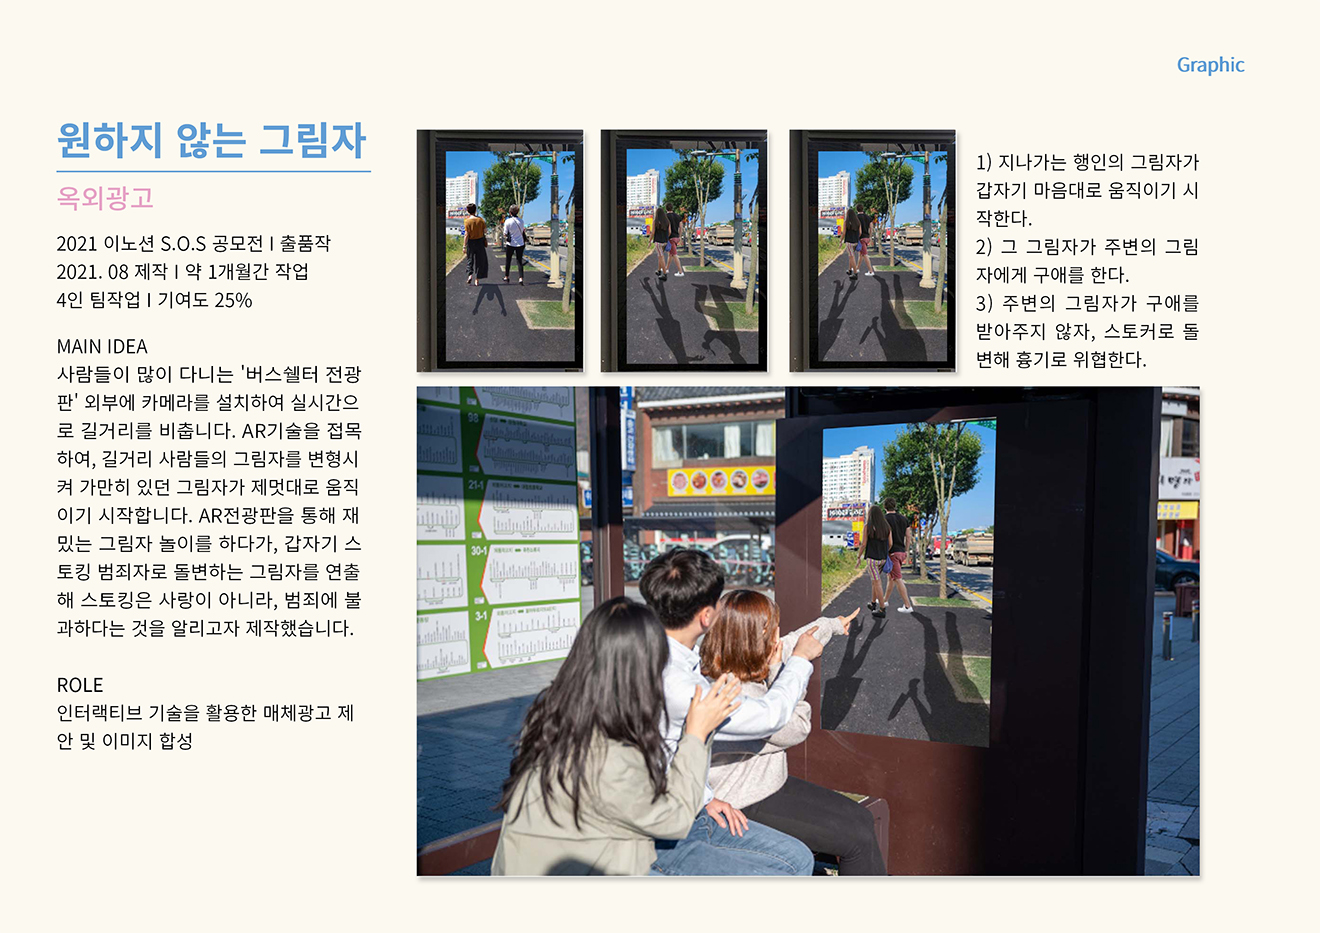 Graphic
원하지 않는 그림자
옥외광고
2021 이노션 S.O.S 공모전 I 출품작
2021. 08 제작 I 약 1개월간 작업
4인 팀작업 I 기여도 25%
MAIN IDEA
사람들이 많이 다니는 '버스쉘터 전광
판' 외부에 카메라를 설치하여 실시간으
로 길거리를 비춥니다. AR기술을 접목
하여, 길거리 사람들의 그림자를 변형시
켜 가만히 있던 그림자가 제멋대로 움직
이기 시작합니다. AR전광판을 통해 재
밌는 그림자 놀이를 하다가, 갑자기 스
토킹 범죄자로 돌변하는 그림자를 연출
해 스토킹은 사랑이 아니라, 범죄에 불
과하다는 것을 알리고자 제작했습니다.
ROLE
인터랙티브 기술을 활용한 매체광고 제
안 및 이미지 합성
1) 지나가는 행인의 그림자가
갑자기 마음대로 움직이기 시
작한다.
2) 그 그림자가 주변의 그림
자에게 구애를 한다.
3) 주변의 그림자가 구애를
받아주지 않자, 스토커로 돌
변해 흉기로 위협한다.
98
21-1
30-1
3-1